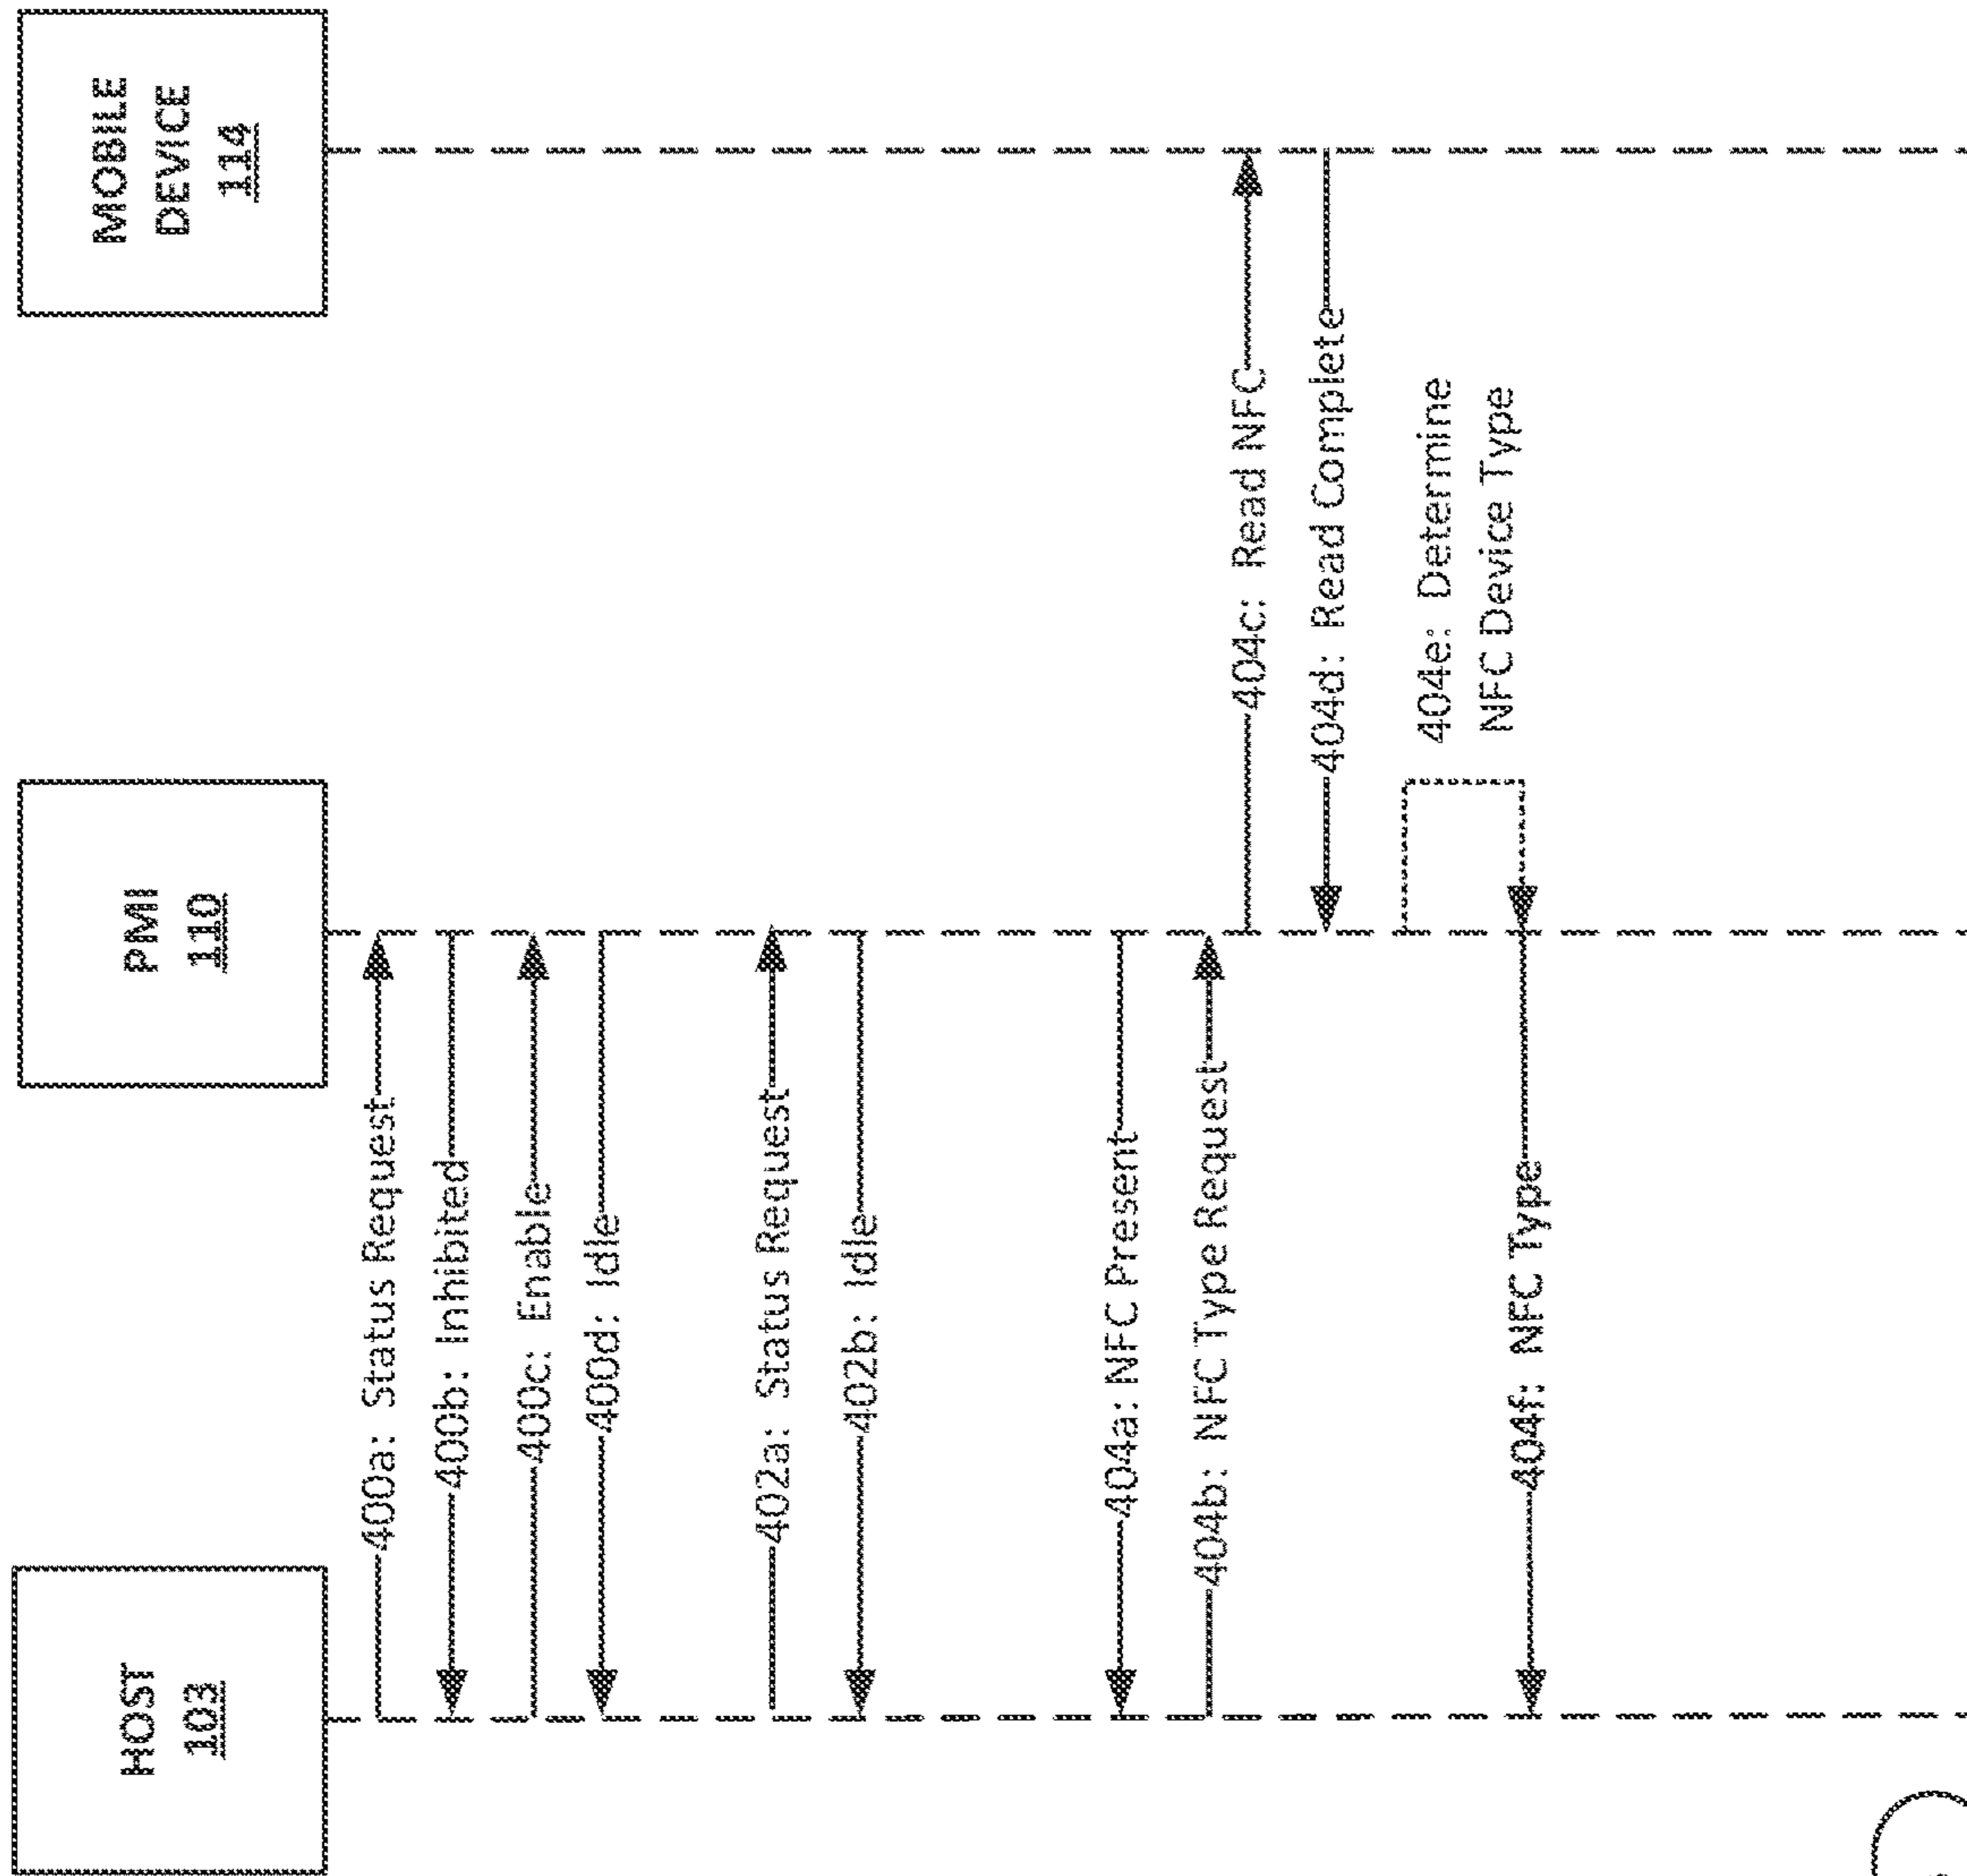 HOST
103
PMI
110
MOBILE
DEVICE
114
400a: Status Request
400b: Inhibited
400c: Enable
400d: Idle
402a: Status Request
402b: Idle
404a: NFC Present
404b: NFC Type Request
404c: Read NFC
404d: Read Complete
404e: Determine
NFC Device Type
404f: NFC Type